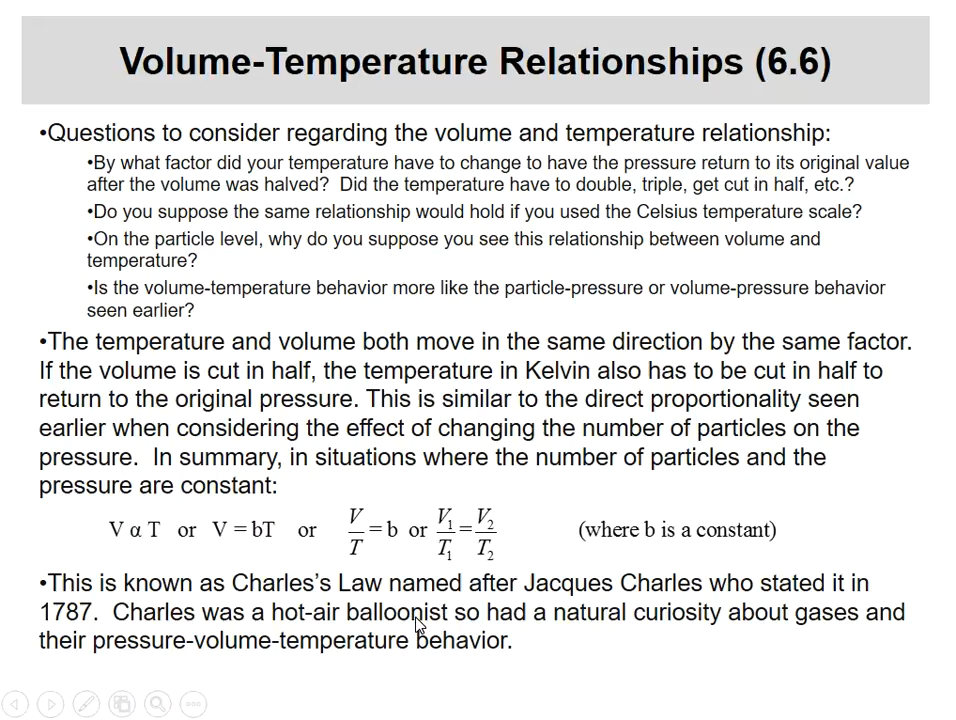 Volume-Temperature Relationships (6.6)
•Questions to consider regarding the volume and temperature relationship:
•By what factor did your temperature have to change to have the pressure return to its original value
after the volume was halved?  Did the temperature have to double, triple, get cut in half, etc.?
•Do you suppose the same relationship would hold if you used the Celsius temperature scale?
•On the particle level, why do you suppose you see this relationship between volume and
temperature?
•Is the volume-temperature behavior more like the particle-pressure or volume-pressure behavior
seen earlier?
•The temperature and volume both move in the same direction by the same factor.
If the volume is cut in half, the temperature in Kelvin also has to be cut in half to
return to the original pressure. This is similar to the direct proportionality seen
earlier when considering the effect of changing the number of particles on the
pressure.  In summary, in situations where the number of particles and the
pressure are constant:
V α T or V = bT or V/T = b or V₁/T₁ = V₂/T₂ (where b is a constant)
•This is known as Charles’s Law named after Jacques Charles who stated it in
1787.  Charles was a hot-air balloonist so had a natural curiosity about gases and
their pressure-volume-temperature behavior.